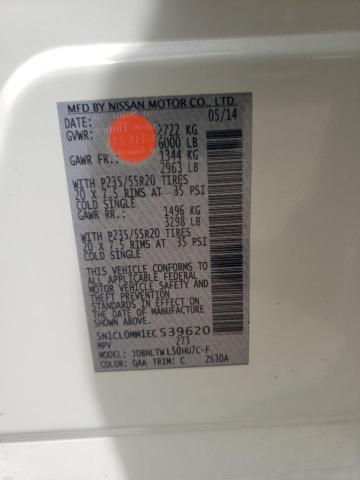 MFD BY NISSAN MOTOR CO., LTD.
DATE: 05/14
GVWR: 2722 KG
6000 LB
GAWR FR.: 1344 KG
2963 LB
WITH P235/55R20 TIRES
20 X 7.5 RIMS AT 35 PSI
COLD SINGLE
GAWR RR.: 1496 KG
3298 LB
WITH P235/55R20 TIRES
20 X 7.5 RIMS AT 35 PSI
COLD SINGLE
THIS VEHICLE CONFORMS TO
ALL APPLICABLE FEDERAL
MOTOR VEHICLE SAFETY
STANDARDS IN EFFECT ON
THE DATE OF MANUFACTURE
SHOWN ABOVE.
5N1CL0MM1EC539620
MPV 273
MODEL: JDBNLTWL50HU7C-F
COLOR: QAA TRIM: C 2S30A